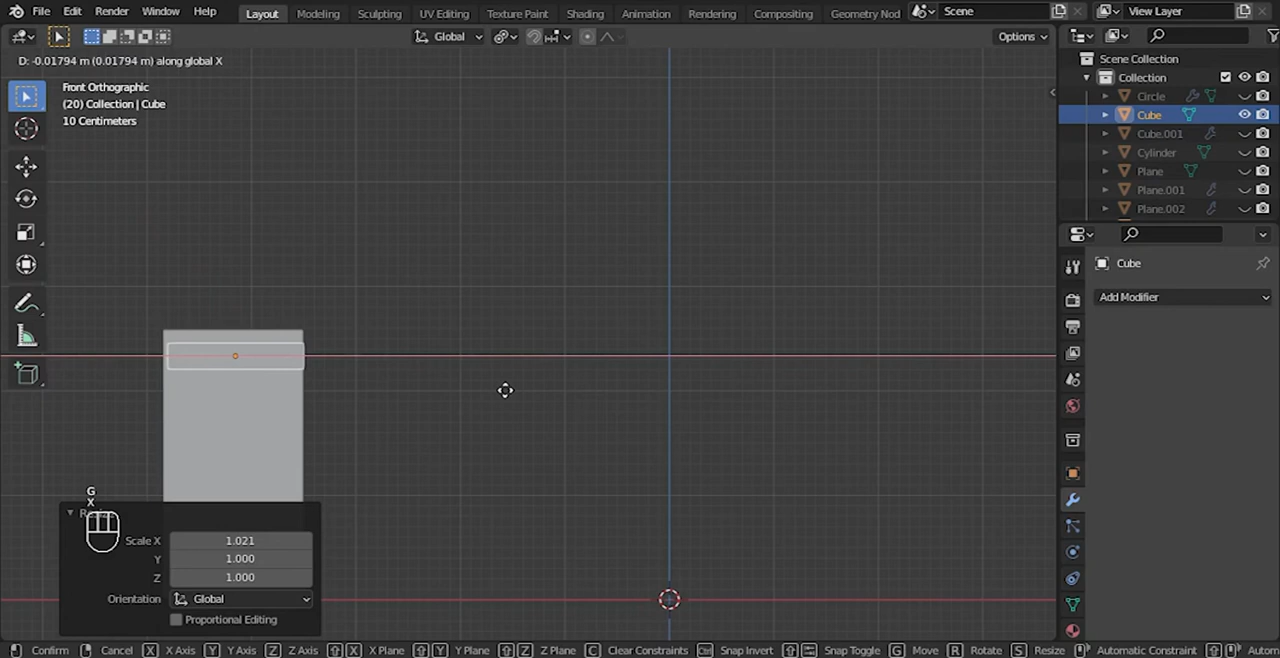 File Edit Render Window Help Layout Modeling Sculpting UV Editing Texture Paint Shading Animation Rendering Compositing Geometry Nod Scene View Layer
Global Options
D: -0.01794 m (0.01794 m) along global X
Front Orthographic
(20) Collection | Cube
10 Centimeters
Scene Collection
Collection
Circle
Cube
Cube.001
Cylinder
Plane
Plane.001
Plane.002
Cube
Add Modifier
G
X
Scale X 1.021
Y 1.000
Z 1.000
Orientation Global
Proportional Editing
Confirm Cancel X X Axis Y Y Axis Z Z Axis X X Plane Y Y Plane Z Z Plane C Clear Constraints Ctrl Snap Invert Snap Toggle G Move R Rotate S Resize Automatic Constraint Autom